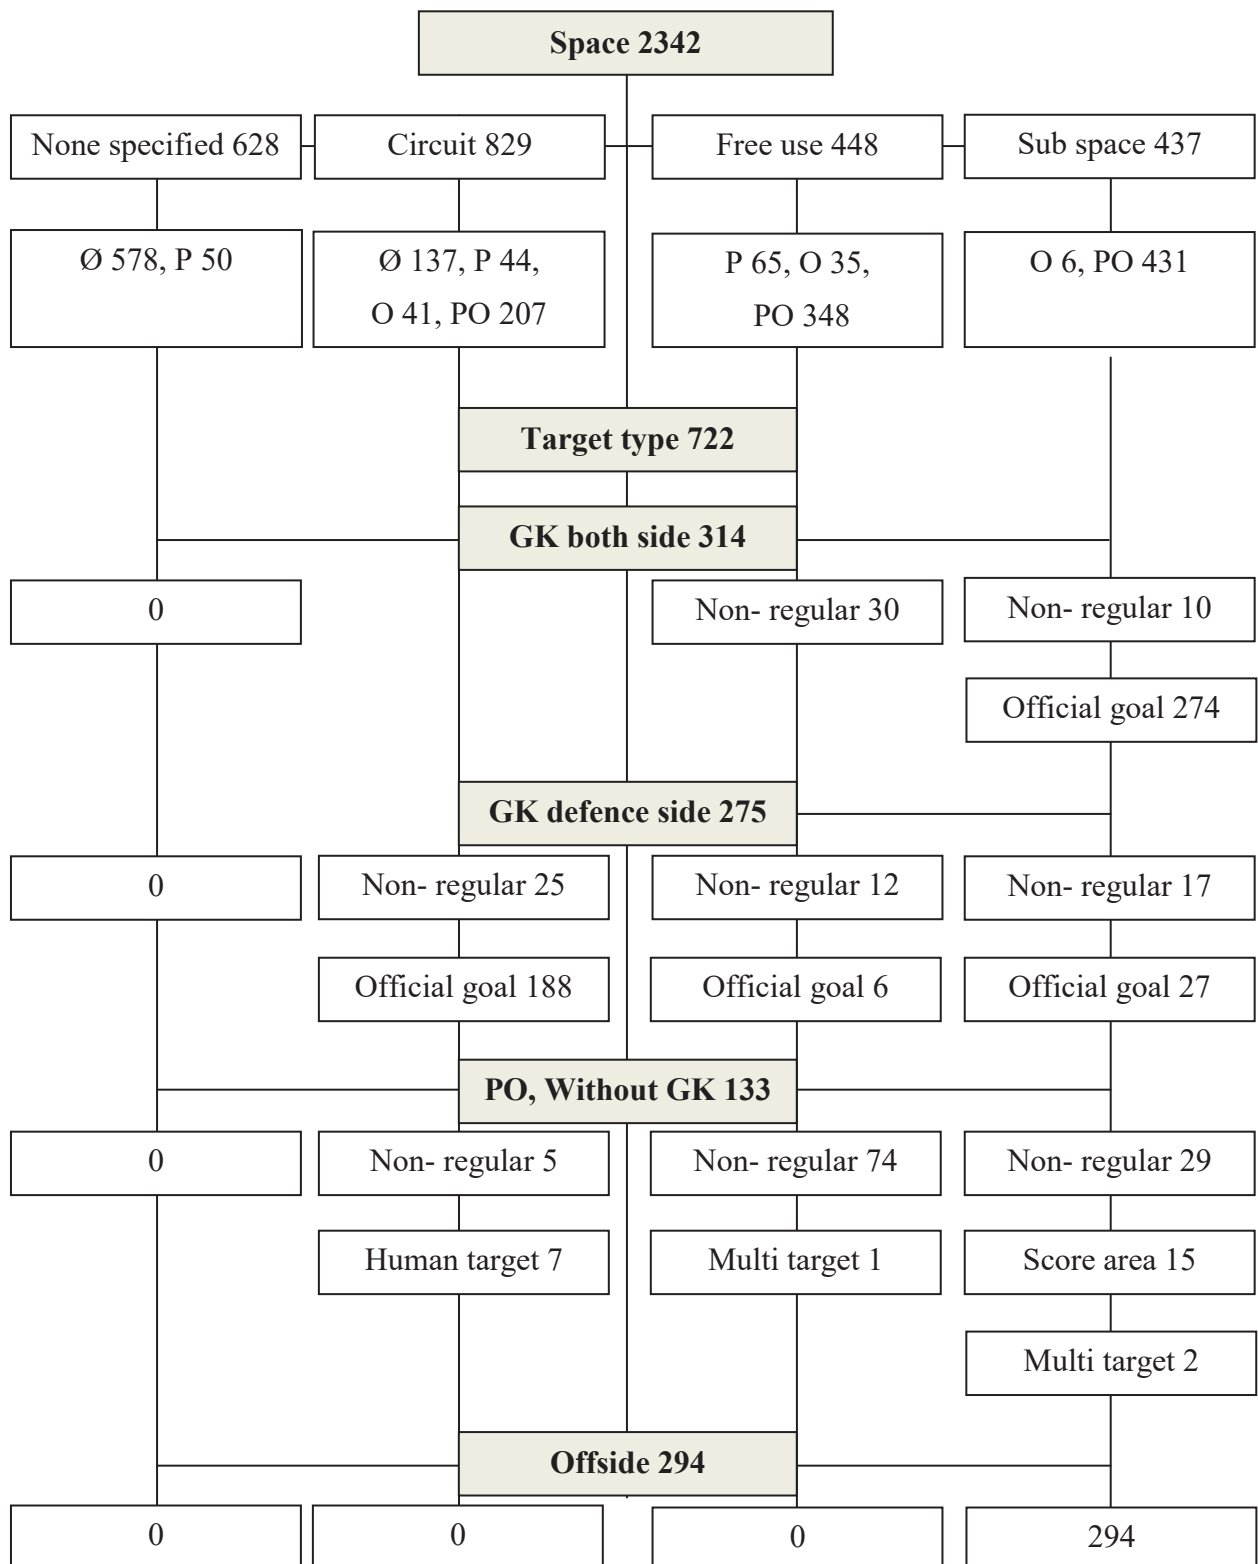 Space 2342
None specified 628
Circuit 829
Free use 448
Sub space 437
Ø 578, P 50
Ø 137, P 44,
O 41, PO 207
P 65, O 35,
PO 348
O 6, PO 431
Target type 722
GK both side 314
0
Non- regular 30
Non- regular 10
Official goal 274
GK defence side 275
0
Non- regular 25
Non- regular 12
Non- regular 17
Official goal 188
Official goal 6
Official goal 27
PO, Without GK 133
0
Non- regular 5
Non- regular 74
Non- regular 29
Human target 7
Multi target 1
Score area 15
Multi target 2
Offside 294
0
0
0
294